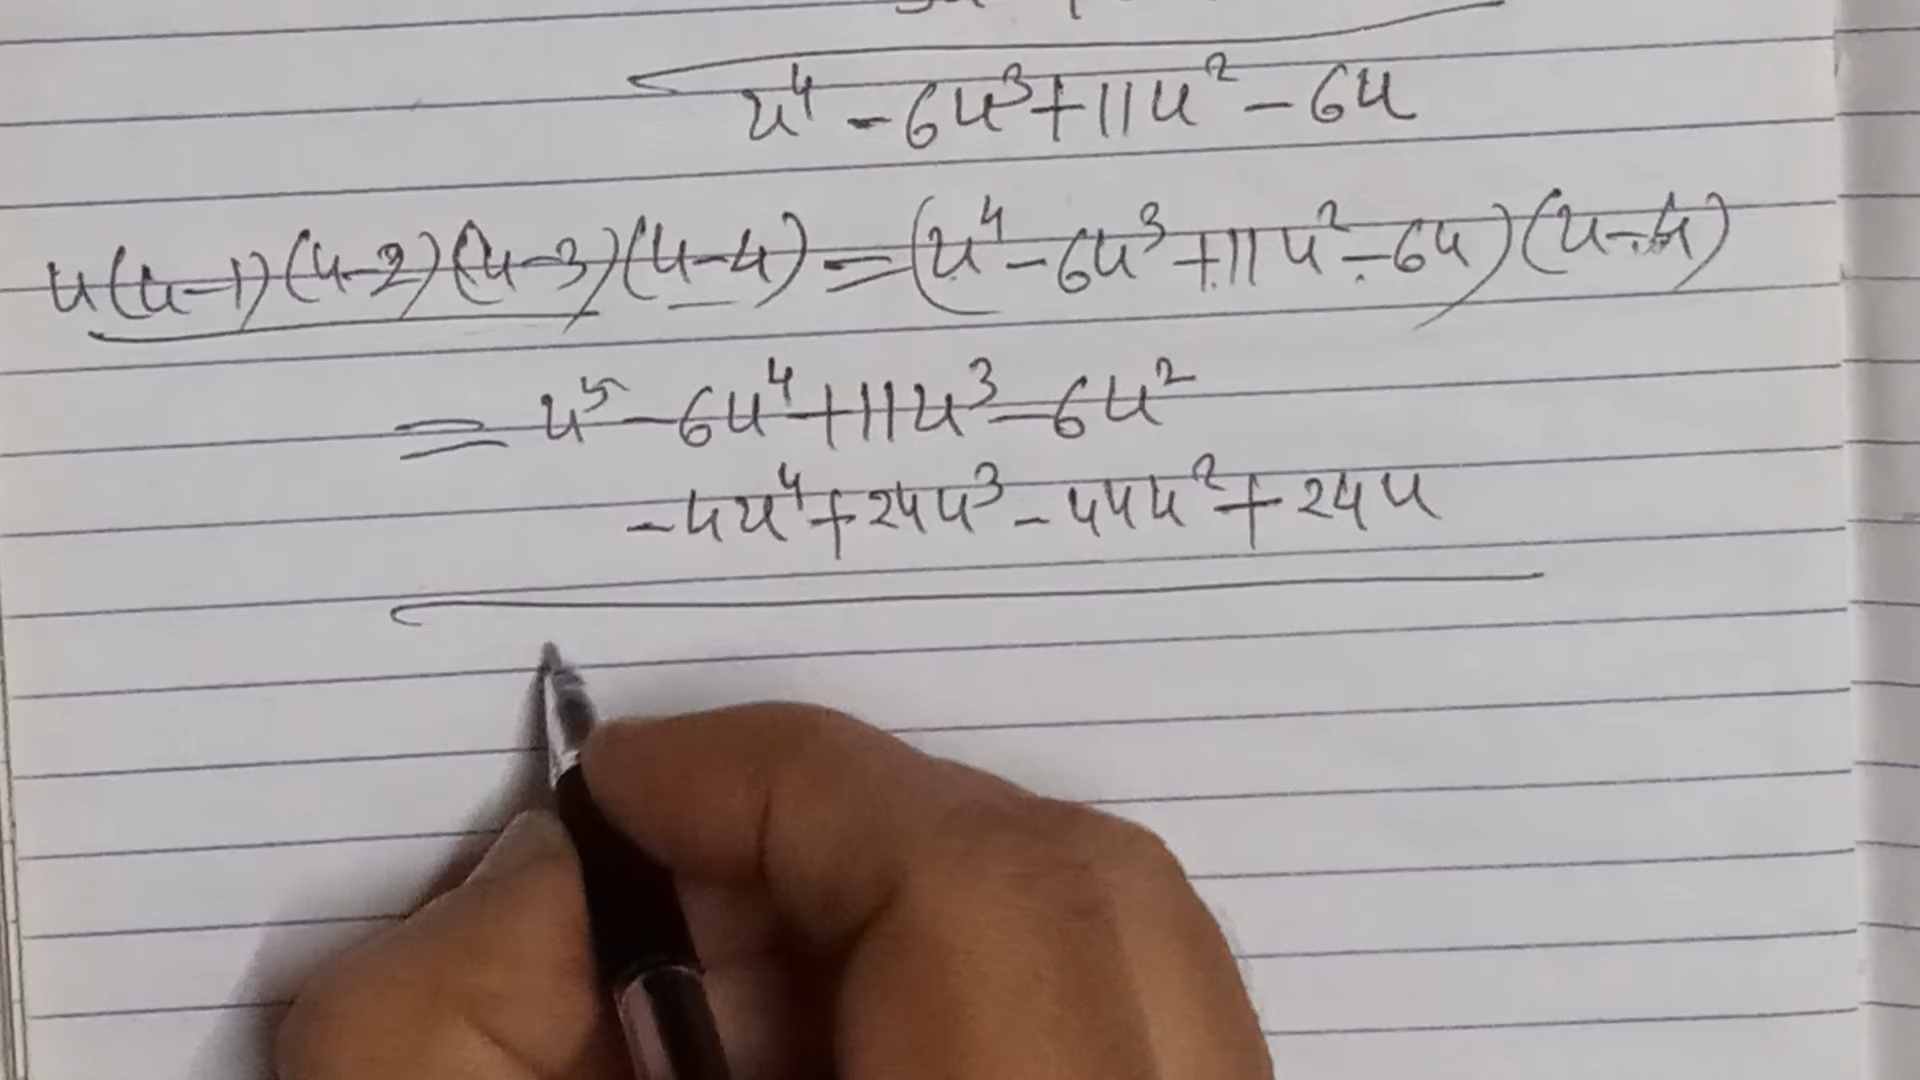 u⁴ - 6u³ + 11u² - 6u
u(u-1)(u-2)(u-3)(u-4) = (u⁴ - 6u³ + 11u² - 6u)(u-4)
= u⁵ - 6u⁴ + 11u³ - 6u²
- 4u⁴ + 24u³ - 44u² + 24u